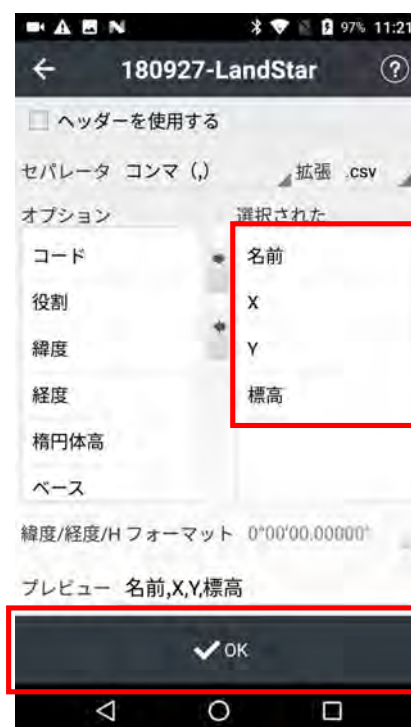 97% 11:21
180927-LandStar
ヘッダーを使用する
セパレータ コンマ (,) 拡張 .csv
オプション 選択された
コード 名前
役割 X
緯度 Y
経度 標高
楕円体高
ベース
緯度/経度/H フォーマット 0°00'00.00000"
プレビュー 名前,X,Y,標高
OK